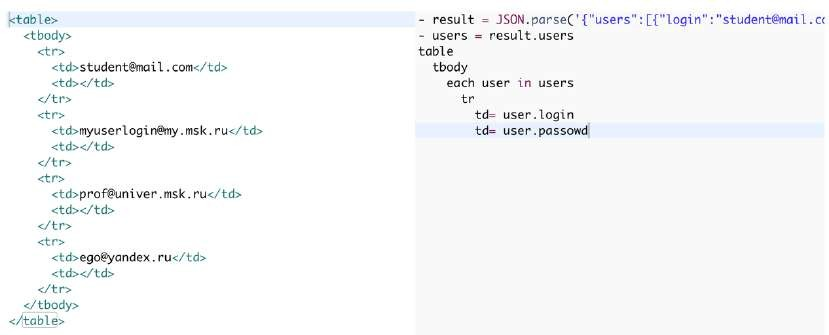 <table>
<tbody>
<tr>
<td>student@mail.com</td>
<td></td>
</tr>
<tr>
<td>myuserlogin@my.msk.ru</td>
<td></td>
</tr>
<tr>
<td>prof@univer.msk.ru</td>
<td></td>
</tr>
<tr>
<td>ego@yandex.ru</td>
<td></td>
</tr>
</tbody>
</table>
- result = JSON.parse('{"users":[{"login":"student@mail.co
- users = result.users
table
tbody
each user in users
tr
td= user.login
td= user.passowd